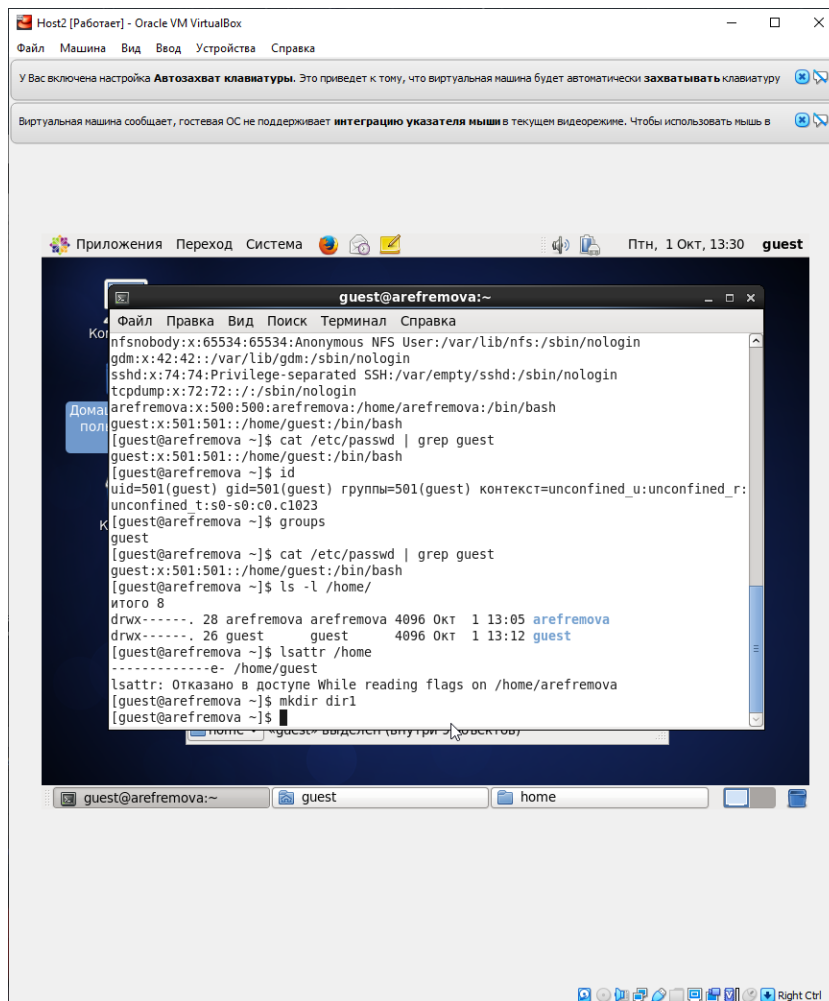 Host2 [Работает] - Oracle VM VirtualBox
Файл Машина Вид Ввод Устройства Справка
У Вас включена настройка Автозахват клавиатуры. Это приведет к тому, что виртуальная машина будет автоматически захватывать клавиатуру
Виртуальная машина сообщает, гостевая ОС не поддерживает интеграцию указателя мыши в текущем видеорежиме. Чтобы использовать мышь в
Приложения Переход Система Птн, 1 Окт, 13:30 guest
guest@arefremova:~
Файл Правка Вид Поиск Терминал Справка
nfsnobody:x:65534:65534:Anonymous NFS User:/var/lib/nfs:/sbin/nologin
gdm:x:42:42::/var/lib/gdm:/sbin/nologin
sshd:x:74:74:Privilege-separated SSH:/var/empty/sshd:/sbin/nologin
tcpdump:x:72:72::/:/sbin/nologin
arefremova:x:500:500:arefremova:/home/arefremova:/bin/bash
guest:x:501:501::/home/guest:/bin/bash
[guest@arefremova ~]$ cat /etc/passwd | grep guest
guest:x:501:501::/home/guest:/bin/bash
[guest@arefremova ~]$ id
uid=501(guest) gid=501(guest) группы=501(guest) контекст=unconfined_u:unconfined_r:
unconfined_t:s0-s0:c0.c1023
[guest@arefremova ~]$ groups
guest
[guest@arefremova ~]$ cat /etc/passwd | grep guest
guest:x:501:501::/home/guest:/bin/bash
[guest@arefremova ~]$ ls -l /home/
итого 8
drwx------. 28 arefremova arefremova 4096 Окт 1 13:05 arefremova
drwx------. 26 guest guest 4096 Окт 1 13:12 guest
[guest@arefremova ~]$ lsattr /home
-------------e- /home/guest
lsattr: Отказано в доступе While reading flags on /home/arefremova
[guest@arefremova ~]$ mkdir dir1
[guest@arefremova ~]$
home «guest» выделен (внутри объектов)
guest@arefremova:~ guest home
Right Ctrl